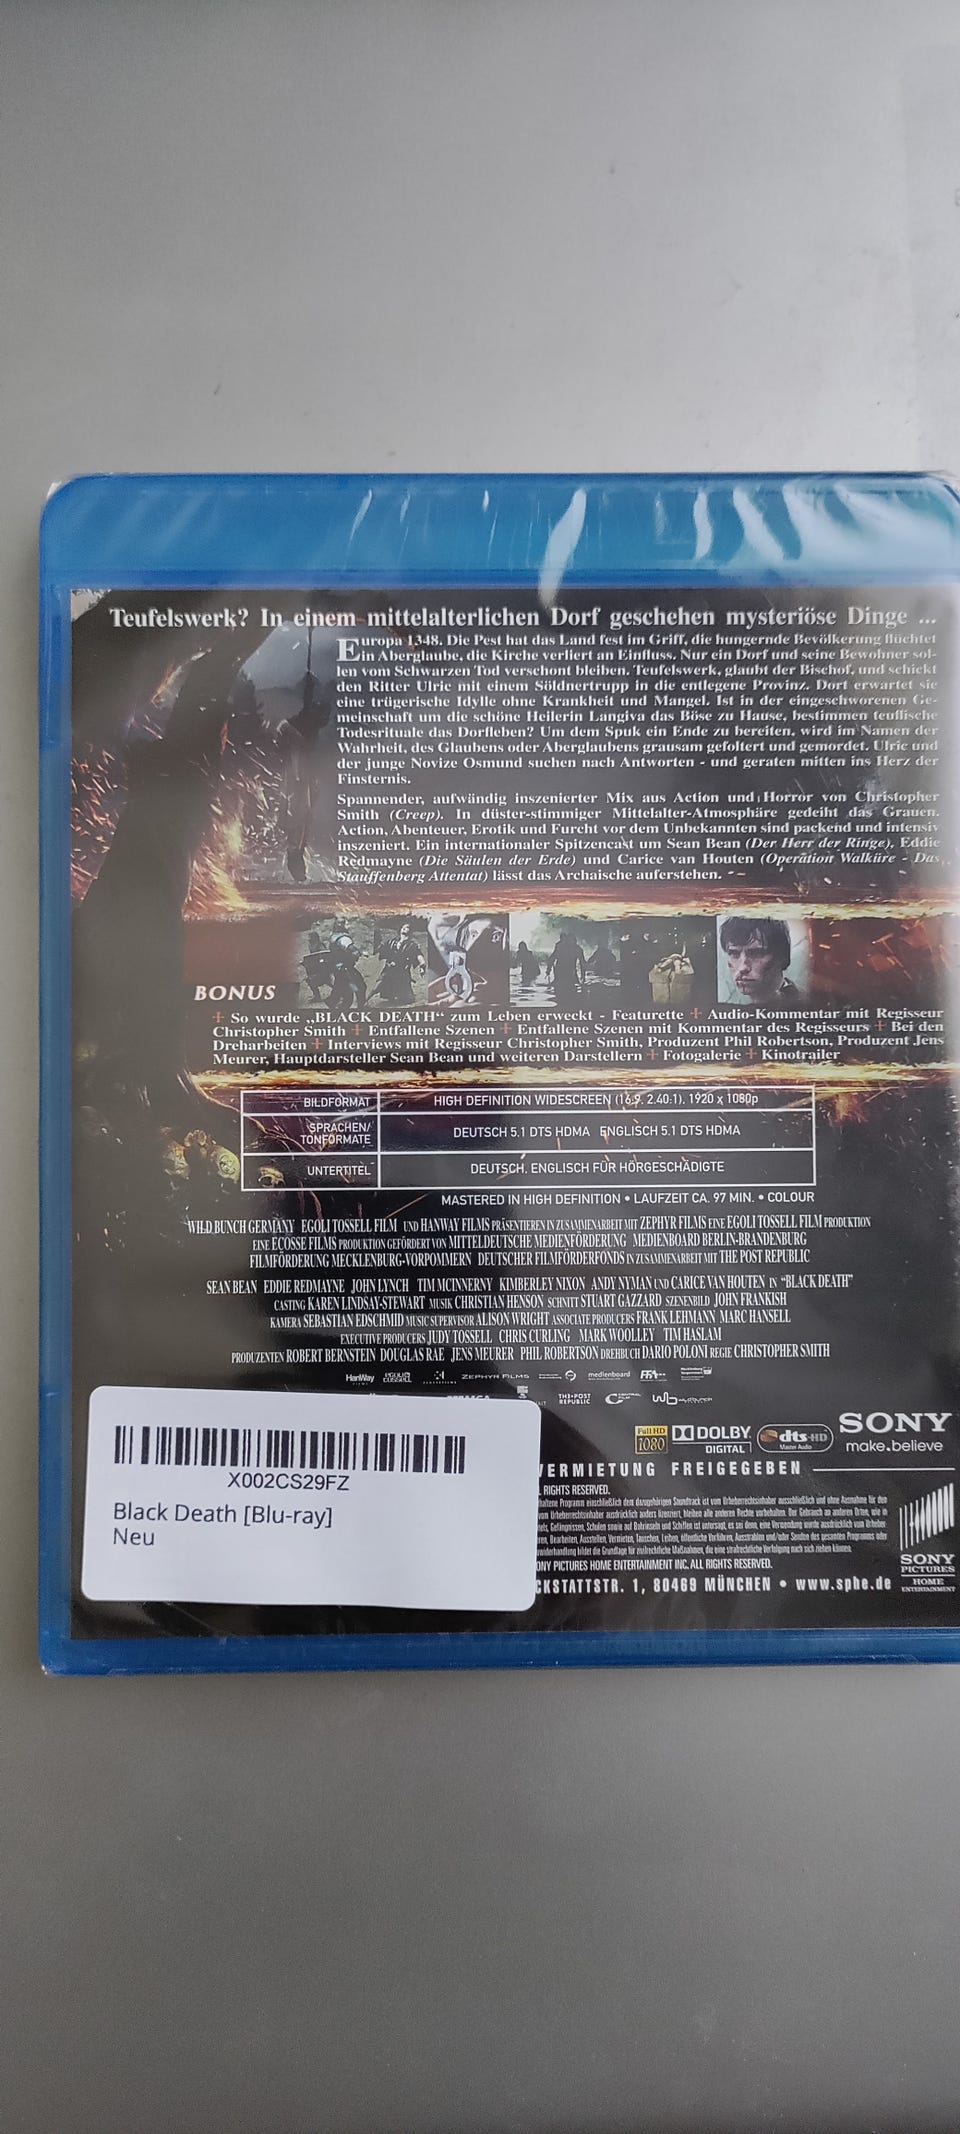 Teufelswerk? In einem mittelalterlichen Dorf geschehen mysteriöse Dinge ...
Europa 1348. Die Pest hat das Land fest im Griff, die hungernde Bevölkerung flüchtet
in Aberglaube, die Kirche verliert an Einfluss. Nur ein Dorf und seine Bewohner sol-
len vom Schwarzen Tod verschont bleiben. Teufelswerk, glaubt der Bischof, und schickt
den Ritter Ulric mit einem Söldnertrupp in die entlegene Provinz. Dort erwartet sie
eine trügerische Idylle ohne Krankheit und Mangel. Ist in der eingeschworenen Ge-
meinschaft um die schöne Heilerin Langiva das Böse zu Hause, bestimmen teuflische
Todesrituale das Dorfleben? Um dem Spuk ein Ende zu bereiten, wird im Namen der
Wahrheit, des Glaubens oder Aberglaubens grausam gefoltert und gemordet. Ulric und
der junge Novize Osmund suchen nach Antworten - und geraten mitten ins Herz der
Finsternis.
Spannender, aufwändig inszenierter Mix aus Action und Horror von Christopher
Smith (Creep). In düster-stimmiger Mittelalter-Atmosphäre gedeiht das Grauen.
Action, Abenteuer, Erotik und Furcht vor dem Unbekannten sind packend und intensiv
inszeniert. Ein internationaler Spitzencast um Sean Bean (Der Herr der Ringe), Eddie
Redmayne (Die Säulen der Erde) und Carice van Houten (Operation Walküre - Das
Stauffenberg Attentat) lässt das Archaische auferstehen.
BONUS
+ So wurde „BLACK DEATH“ zum Leben erweckt - Featurette + Audio-Kommentar mit Regisseur
Christopher Smith + Entfallene Szenen + Entfallene Szenen mit Kommentar des Regisseurs + Bei den
Dreharbeiten + Interviews mit Regisseur Christopher Smith, Produzent Phil Robertson, Produzent Jens
Meurer, Hauptdarsteller Sean Bean und weiteren Darstellern + Fotogalerie + Kinotrailer
BILDFORMAT HIGH DEFINITION WIDESCREEN (16:9, 2.40:1). 1920 x 1080p
SPRACHEN/
TONFORMATE DEUTSCH 5.1 DTS HDMA ENGLISCH 5.1 DTS HDMA
UNTERTITEL DEUTSCH, ENGLISCH FÜR HÖRGESCHÄDIGTE
MASTERED IN HIGH DEFINITION • LAUFZEIT CA. 97 MIN. • COLOUR
WILD BUNCH GERMANY EGOLI TOSSELL FILM UND HANWAY FILMS PRÄSENTIEREN IN ZUSAMMENARBEIT MIT ZEPHYR FILMS EINE EGOLI TOSSELL FILM PRODUKTION
EINE ECOSSE FILMS PRODUKTION GEFÖRDERT VON MITTELDEUTSCHE MEDIENFÖRDERUNG MEDIENBOARD BERLIN-BRANDENBURG
FILMFÖRDERUNG MECKLENBURG-VORPOMMERN DEUTSCHER FILMFÖRDERFONDS IN ZUSAMMENARBEIT MIT THE POST REPUBLIC
SEAN BEAN EDDIE REDMAYNE JOHN LYNCH TIM MCINNERNY KIMBERLEY NIXON ANDY NYMAN UND CARICE VAN HOUTEN IN "BLACK DEATH"
CASTING KAREN LINDSAY-STEWART MUSIK CHRISTIAN HENSON SCHNITT STUART GAZZARD SZENENBILD JOHN FRANKISH
KAMERA SEBASTIAN EDSCHMID MUSIC SUPERVISOR ALISON WRIGHT ASSOCIATE PRODUCERS FRANK LEHMANN MARC HANSELL
EXECUTIVE PRODUCERS JUDY TOSSELL CHRIS CURLING MARK WOOLLEY TIM HASLAM
PRODUZENTEN ROBERT BERNSTEIN DOUGLAS RAE JENS MEURER PHIL ROBERTSON DREHBUCH DARIO POLONI REGIE CHRISTOPHER SMITH
HanWay FILMS EGOLI TOSSELL ZEPHYR FILMS medienboard FFA
THE POST REPUBLIC
Full HD 1080 DOLBY DIGITAL dts-HD Master Audio SONY
make.believe
VERMIETUNG FREIGEGEBEN
RIGHTS RESERVED.
SONY PICTURES HOME ENTERTAINMENT INC. ALL RIGHTS RESERVED.
CKSTATTSTR. 1, 80469 MÜNCHEN • www.sphe.de
SONY
PICTURES
HOME
ENTERTAINMENT
X002CS29FZ
Black Death [Blu-ray]
Neu